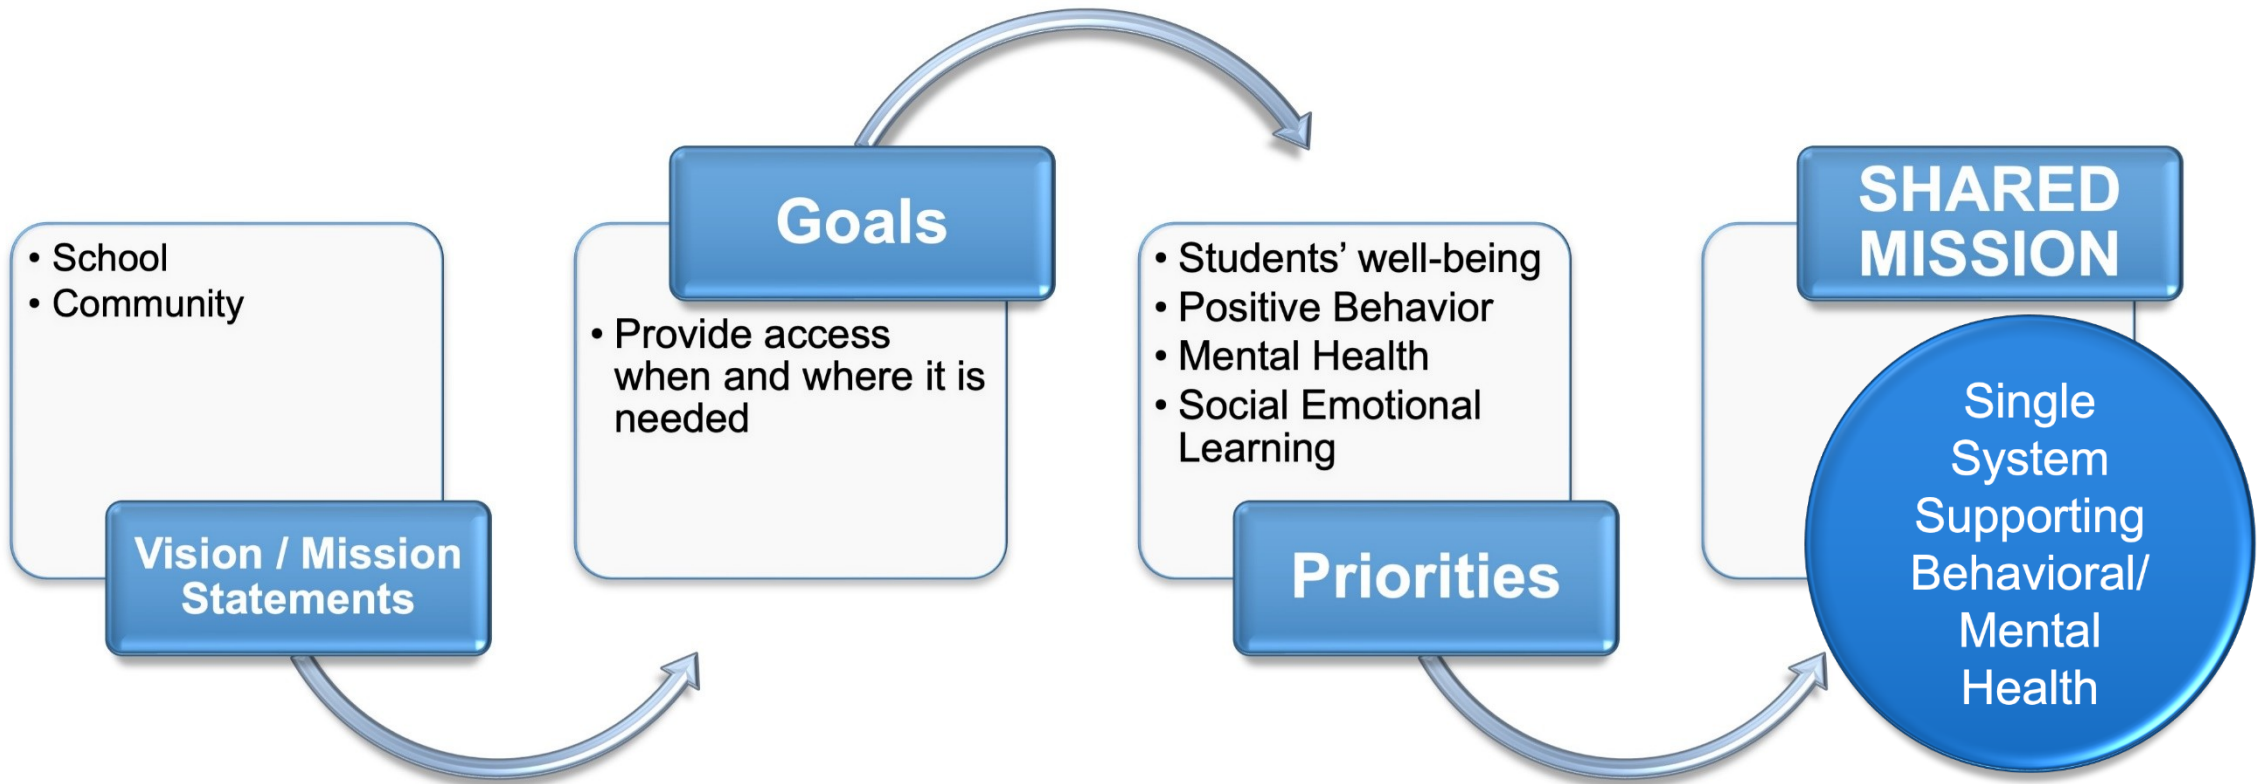 • School
• Community
Vision / Mission
Statements
Goals
• Provide access
when and where it is
needed
• Students’ well-being
• Positive Behavior
• Mental Health
• Social Emotional
Learning
Priorities
SHARED
MISSION
Single
System
Supporting
Behavioral/
Mental
Health